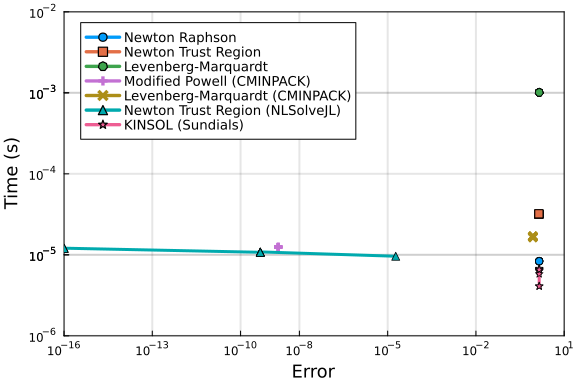 10⁻²
Newton Raphson
Newton Trust Region
Levenberg-Marquardt
Modified Powell (CMINPACK)
Levenberg-Marquardt (CMINPACK)
Newton Trust Region (NLSolveJL)
KINSOL (Sundials)
10⁻³
10⁻⁴
10⁻⁵
10⁻⁶
Time (s)
10⁻¹⁶ 10⁻¹³ 10⁻¹⁰ 10⁻⁸ 10⁻⁵ 10⁻² 10¹
Error